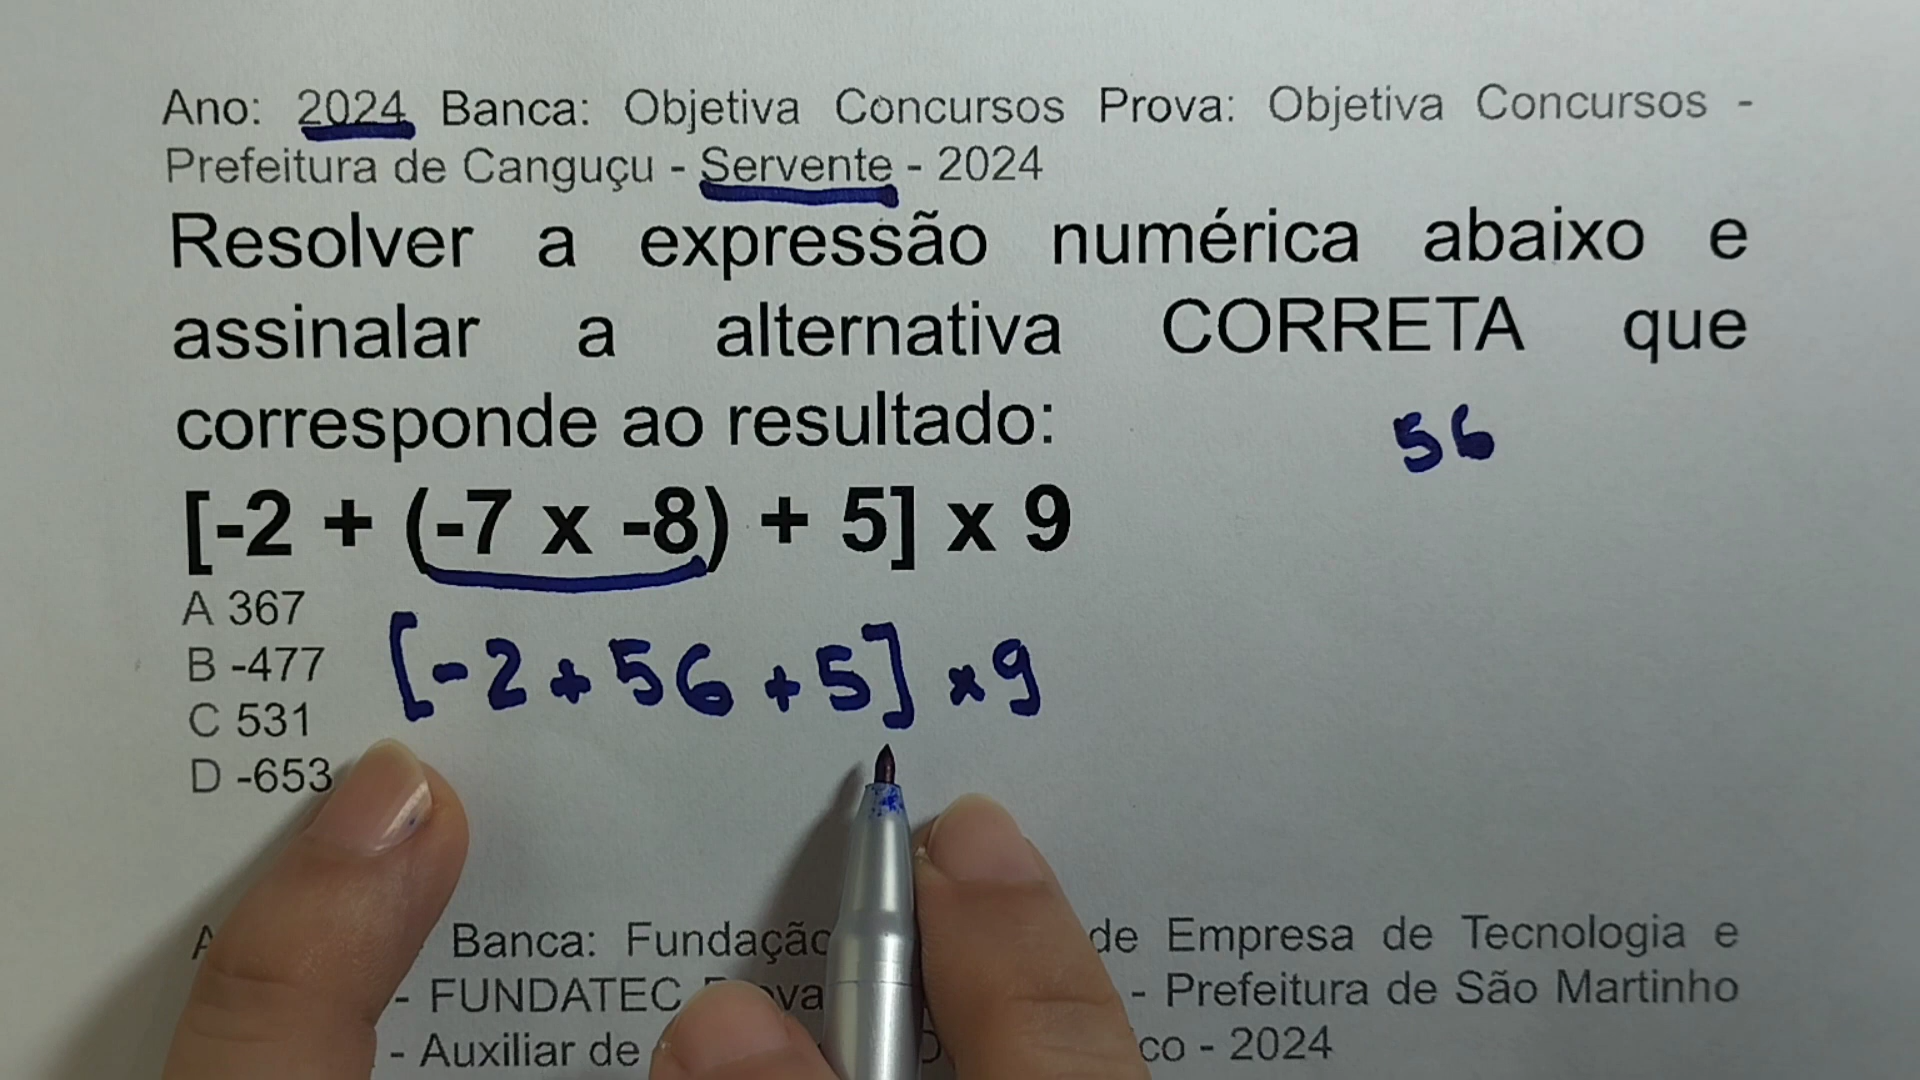 Ano: 2024 Banca: Objetiva Concursos Prova: Objetiva Concursos -
Prefeitura de Canguçu - Servente - 2024
Resolver a expressão numérica abaixo e
assinalar a alternativa CORRETA que
corresponde ao resultado:
56
[-2 + (-7 x -8) + 5] x 9
A 367
B -477
C 531
D -653
[-2+56+5] x9
Banca: Fundação de Empresa de Tecnologia e
- FUNDATEC - Prefeitura de São Martinho
- Auxiliar de - 2024